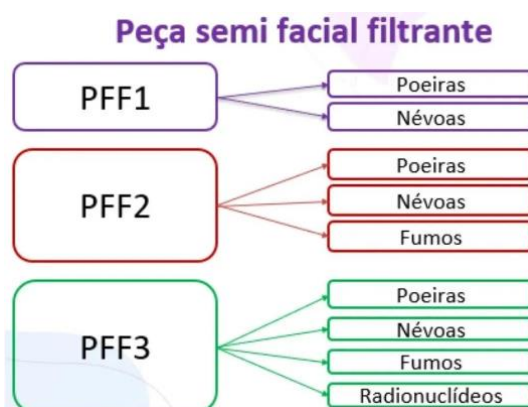 Peça semi facial filtrante
PFF1
Poeiras
Névoas
PFF2
Poeiras
Névoas
Fumos
PFF3
Poeiras
Névoas
Fumos
Radionuclídeos